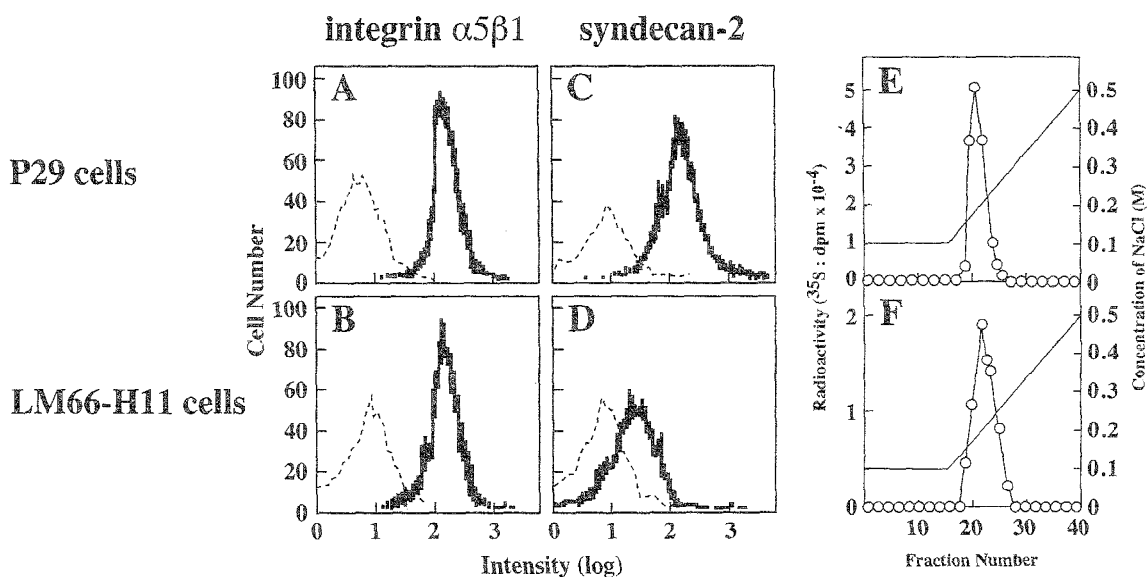 integrin α5β1 syndecan-2
P29 cells
LM66-H11 cells
A
B
C
D
E
F
100
80
60
40
20
0
100
80
60
40
20
0
Cell Number
0 1 2 3 0 1 2 3
Intensity (log)
5
4
3
2
1
0
2
1
0
Radioactivity (³⁵S : dpm x 10⁻⁴)
0.5
0.4
0.3
0.2
0.1
0
0.5
0.4
0.3
0.2
0.1
0
Concentration of NaCl (M)
10 20 30 40
Fraction Number